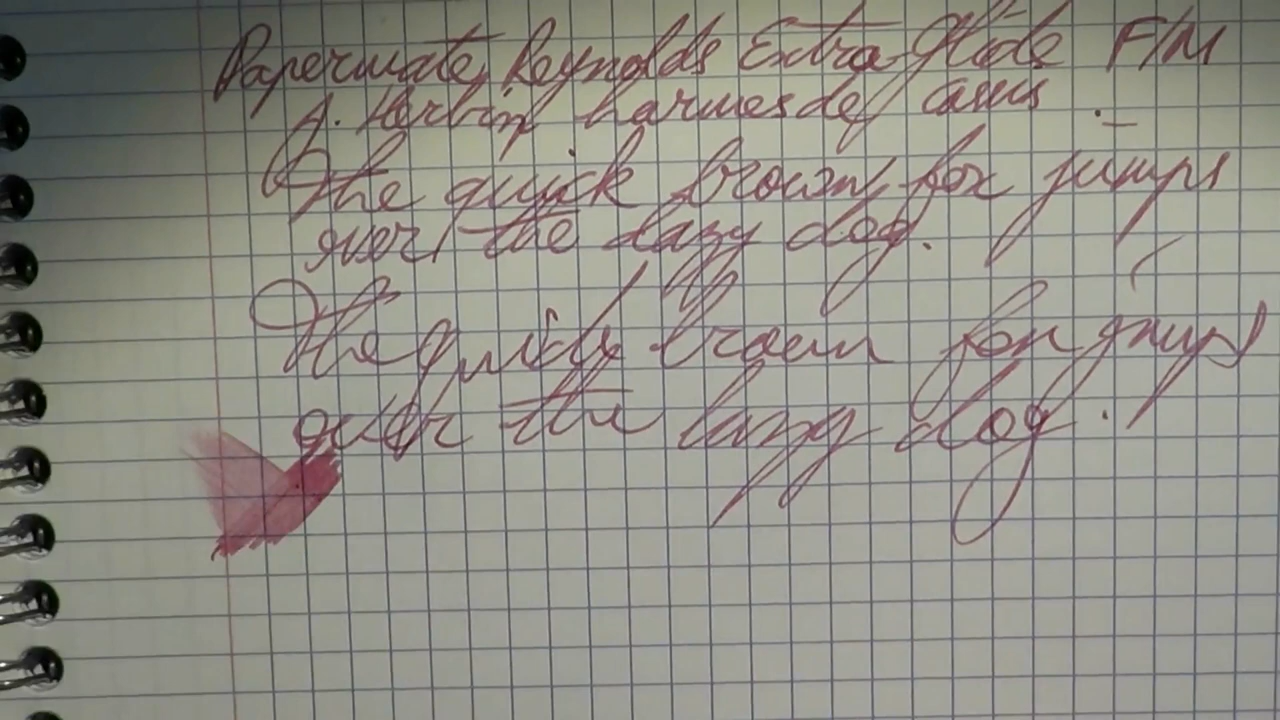 Papermate, Reynolds Extra Glide F/M
J. Herbin, Larmes de cassis.
The quick brown fox jumps
over the lazy dog.
The quick brown fox jumps
over the lazy dog.